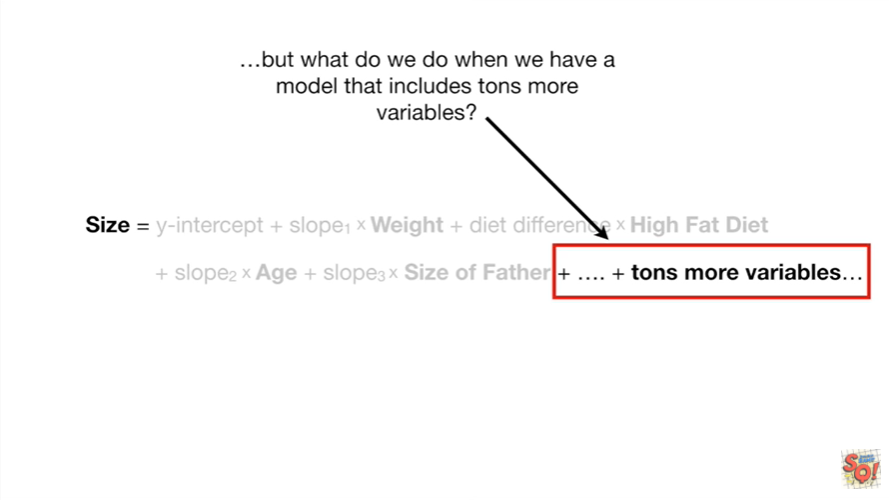 …but what do we do when we have a
model that includes tons more
variables?
Size = y-intercept + slope₁ × Weight + diet difference × High Fat Diet
+ slope₂ × Age + slope₃ × Size of Father + …. + tons more variables…
SQ!